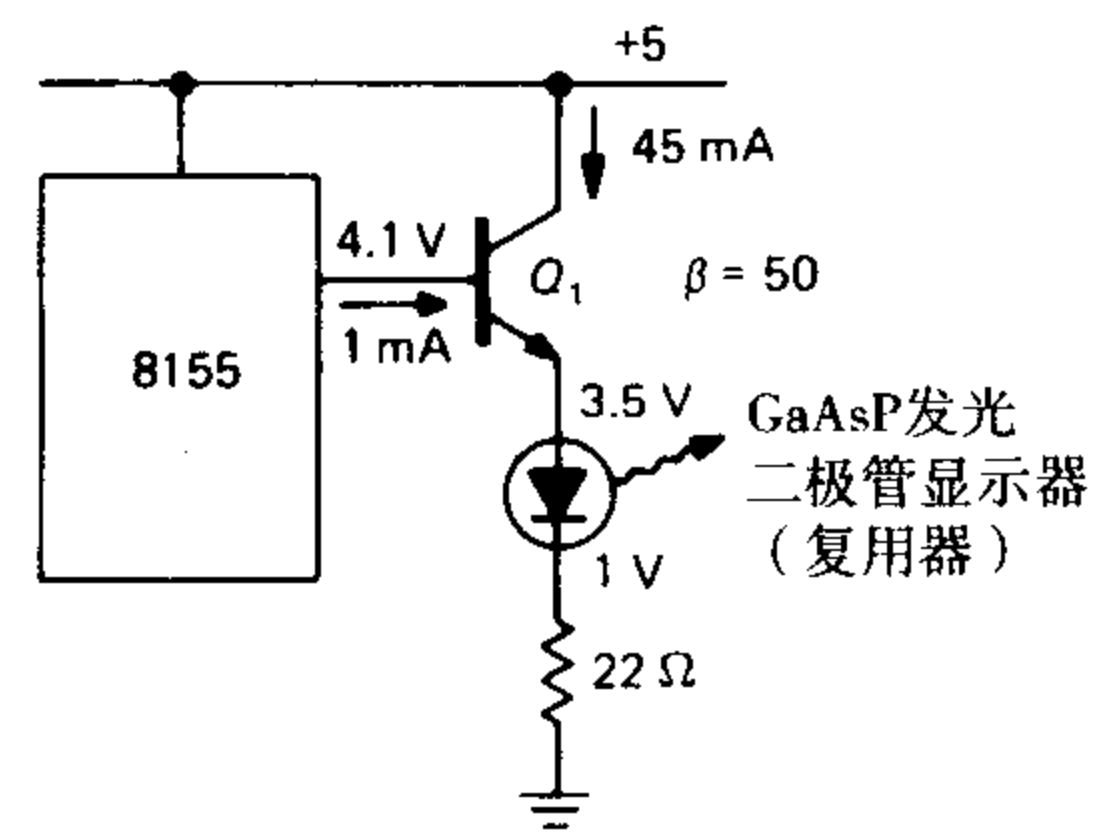 +5
45 mA
4.1 V
Q₁
β = 50
1 mA
8155
3.5 V
GaAsP发光
二极管显示器
（复用器）
1 V
22 Ω